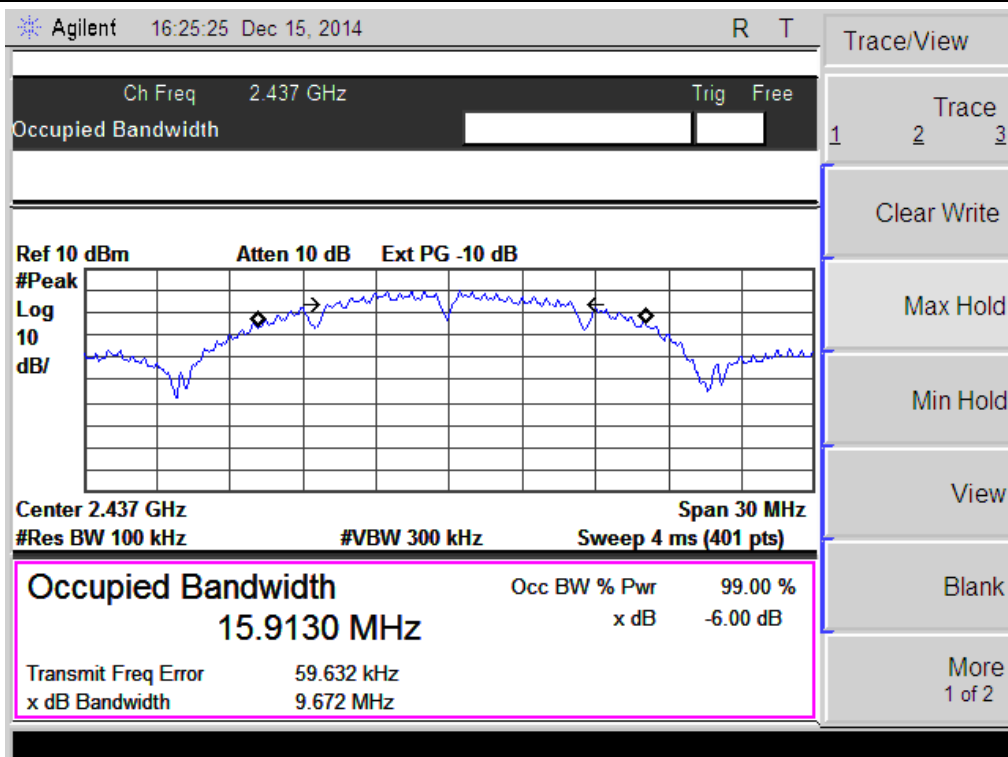 Agilent 16:25:25 Dec 15, 2014 R T
Trace/View
Ch Freq 2.437 GHz Trig Free
Occupied Bandwidth
Trace
1 2 3
Clear Write
Ref 10 dBm Atten 10 dB Ext PG -10 dB
#Peak
Log
10
dB/
Max Hold
Min Hold
View
Center 2.437 GHz Span 30 MHz
#Res BW 100 kHz #VBW 300 kHz Sweep 4 ms (401 pts)
Occupied Bandwidth Occ BW % Pwr 99.00 %
15.9130 MHz x dB -6.00 dB
Blank
Transmit Freq Error 59.632 kHz
x dB Bandwidth 9.672 MHz
More
1 of 2